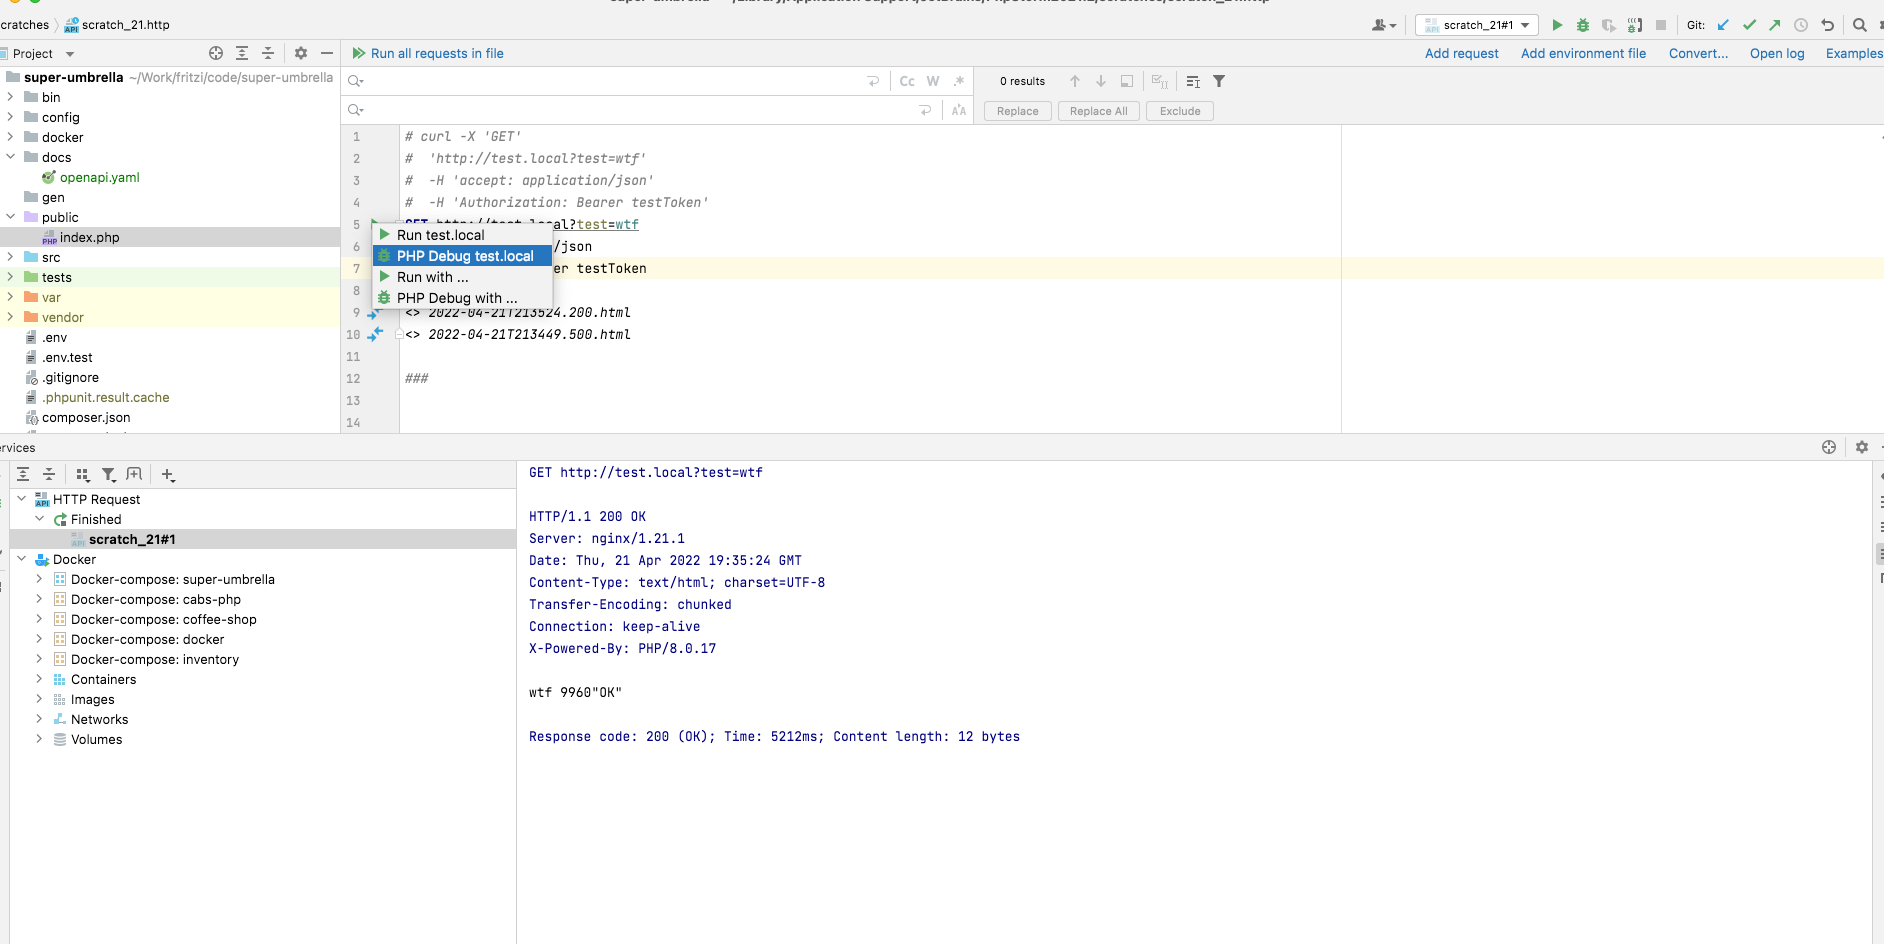 scratch_21.http
scratch_21#1
Git:
Project
Run all requests in file
Add request
Add environment file
Convert...
Open log
Examples
super-umbrella ~/Work/fritzi/code/super-umbrella
Cc W .*
0 results
Replace
Replace All
Exclude
bin
config
docker
docs
openapi.yaml
gen
public
index.php
src
tests
var
vendor
.env
.env.test
.gitignore
.phpunit.result.cache
composer.json
1 # curl -X 'GET'
2 #  'http://test.local?test=wtf'
3 #  -H 'accept: application/json'
4 #  -H 'Authorization: Bearer testToken'
5 GET http://test.local?test=wtf
6 /json
7 er testToken
8
9 <> 2022-04-21T213524.200.html
10 <> 2022-04-21T213449.500.html
11
12 ###
13
14
Run test.local
PHP Debug test.local
Run with ...
PHP Debug with ...
HTTP Request
Finished
scratch_21#1
Docker
Docker-compose: super-umbrella
Docker-compose: cabs-php
Docker-compose: coffee-shop
Docker-compose: docker
Docker-compose: inventory
Containers
Images
Networks
Volumes
GET http://test.local?test=wtf
HTTP/1.1 200 OK
Server: nginx/1.21.1
Date: Thu, 21 Apr 2022 19:35:24 GMT
Content-Type: text/html; charset=UTF-8
Transfer-Encoding: chunked
Connection: keep-alive
X-Powered-By: PHP/8.0.17
wtf 9960"OK"
Response code: 200 (OK); Time: 5212ms; Content length: 12 bytes